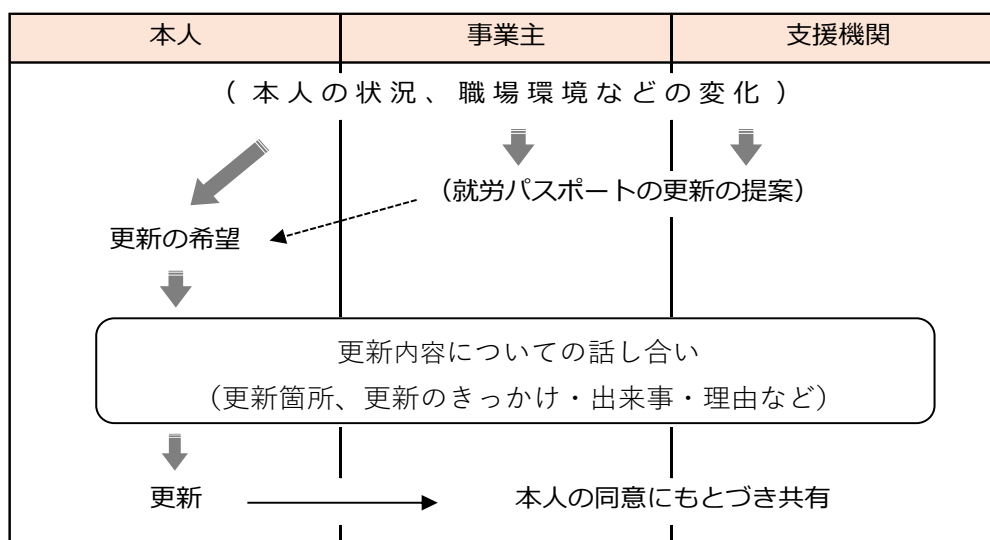 本人 事業主 支援機関
（本人の状況、職場環境などの変化）
（就労パスポートの更新の提案）
更新の希望
更新内容についての話し合い
（更新箇所、更新のきっかけ・出来事・理由など）
更新 本人の同意にもとづき共有